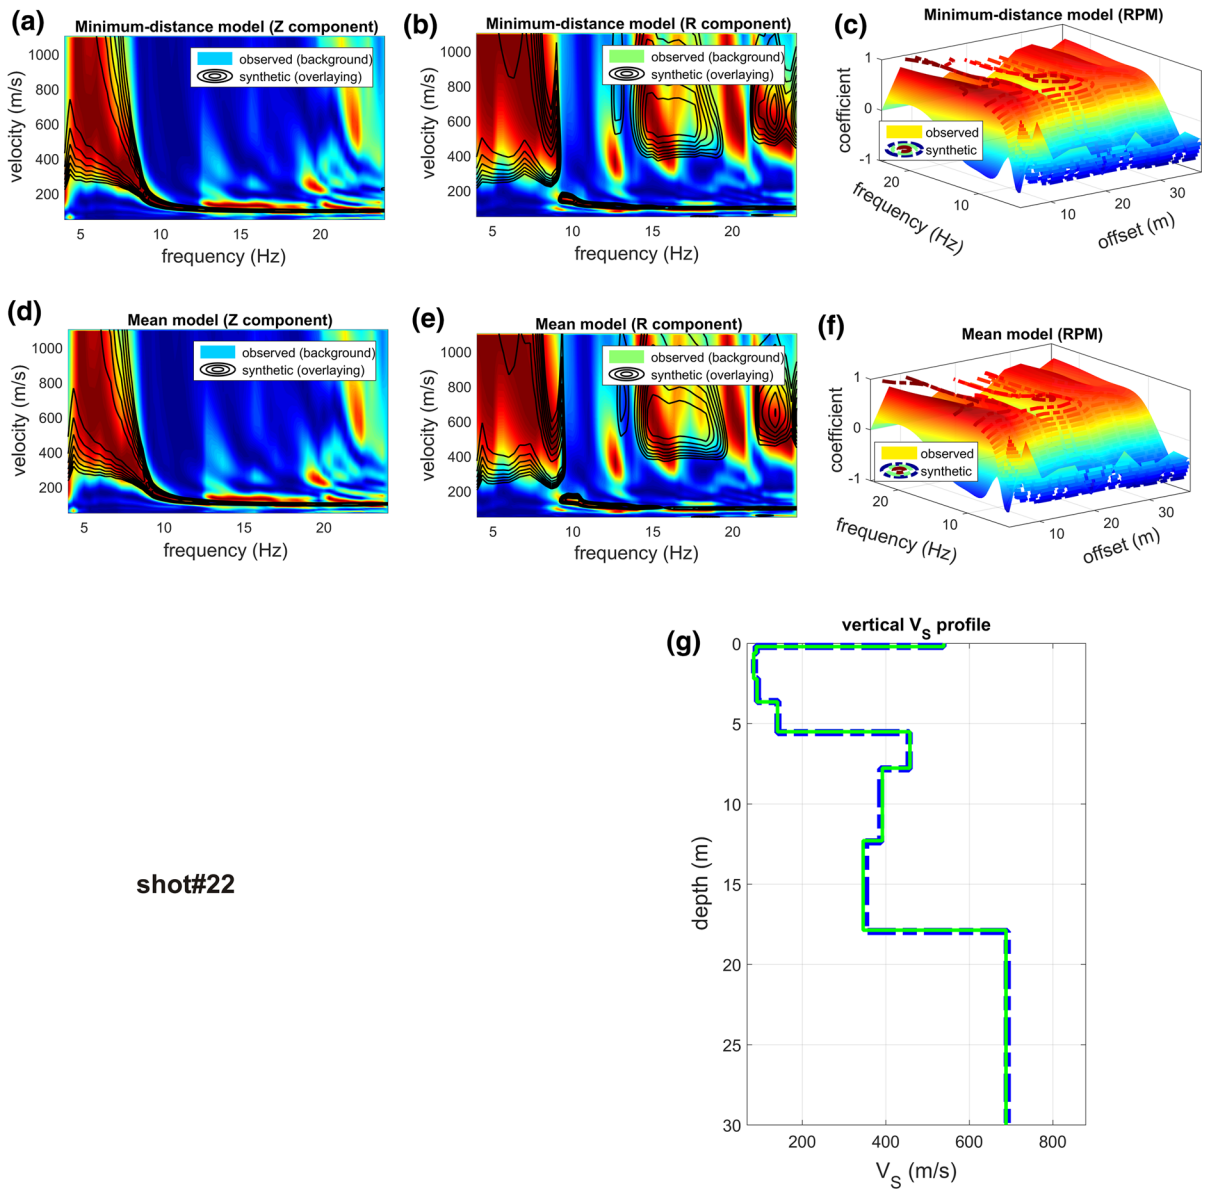 (a)
Minimum-distance model (Z component)
observed (background)
synthetic (overlaying)
velocity (m/s)
1000
800
600
400
200
5
10
15
20
frequency (Hz)
(b)
Minimum-distance model (R component)
observed (background)
synthetic (overlaying)
velocity (m/s)
1000
800
600
400
200
5
10
15
20
frequency (Hz)
(c)
Minimum-distance model (RPM)
coefficient
1
0
-1
observed
synthetic
20
10
frequency (Hz)
10
20
30
offset (m)
(d)
Mean model (Z component)
observed (background)
synthetic (overlaying)
velocity (m/s)
1000
800
600
400
200
5
10
15
20
frequency (Hz)
(e)
Mean model (R component)
observed (background)
synthetic (overlaying)
velocity (m/s)
1000
800
600
400
200
5
10
15
20
frequency (Hz)
(f)
Mean model (RPM)
coefficient
1
0
-1
observed
synthetic
20
10
frequency (Hz)
10
20
30
offset (m)
shot#22
(g)
vertical VS profile
depth (m)
0
5
10
15
20
25
30
200
400
600
800
VS (m/s)